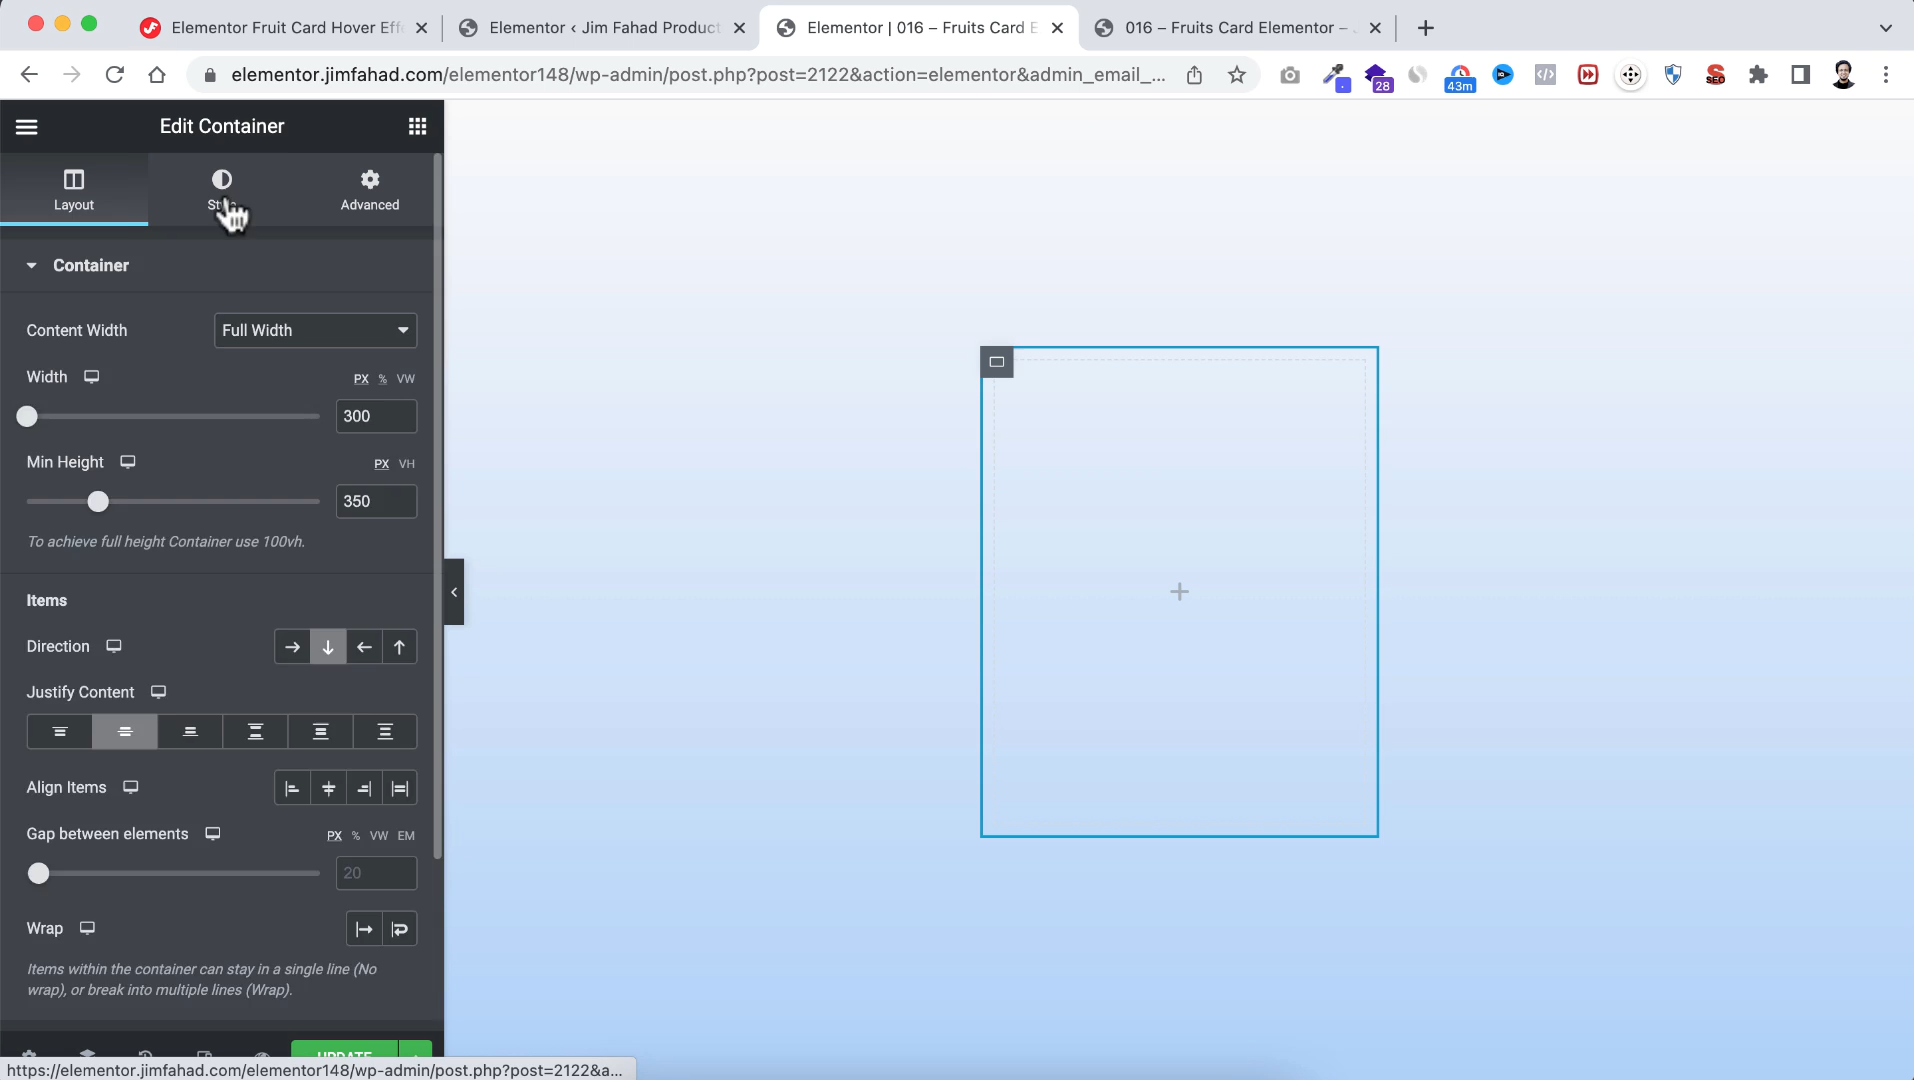 Elementor Fruit Card Hover Eff
Elementor ‹ Jim Fahad Product
Elementor | 016 – Fruits Card E
016 – Fruits Card Elementor –
elementor.jimfahad.com/elementor148/wp-admin/post.php?post=2122&action=elementor&admin_email_...
28
43m
SEO
Edit Container
Layout
Advanced
Container
Content Width
Full Width
Width
PX % VW
300
Min Height
PX VH
350
To achieve full height Container use 100vh.
Items
Direction
Justify Content
Align Items
Gap between elements
PX % VW EM
20
Wrap
Items within the container can stay in a single line (No
wrap), or break into multiple lines (Wrap).
UPDATE
https://elementor.jimfahad.com/elementor148/wp-admin/post.php?post=2122&a...